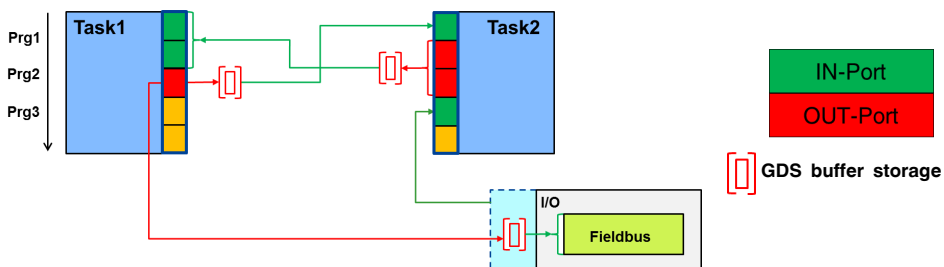 Prg1
Prg2
Prg3
Task1
Task2
IN-Port
OUT-Port
GDS buffer storage
I/O
Fieldbus